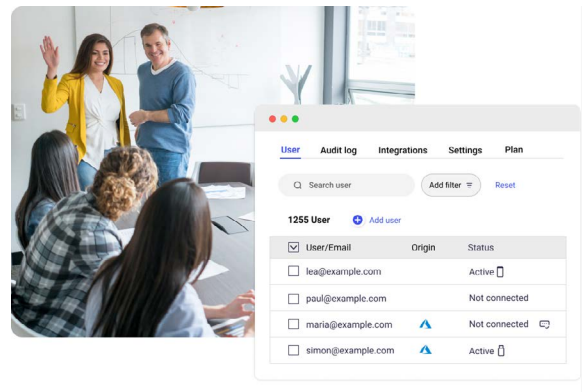 User Audit log Integrations Settings Plan
Search user Add filter Reset
1255 User Add user
User/Email Origin Status
lea@example.com Active
paul@example.com Not connected
maria@example.com Not connected
simon@example.com Active